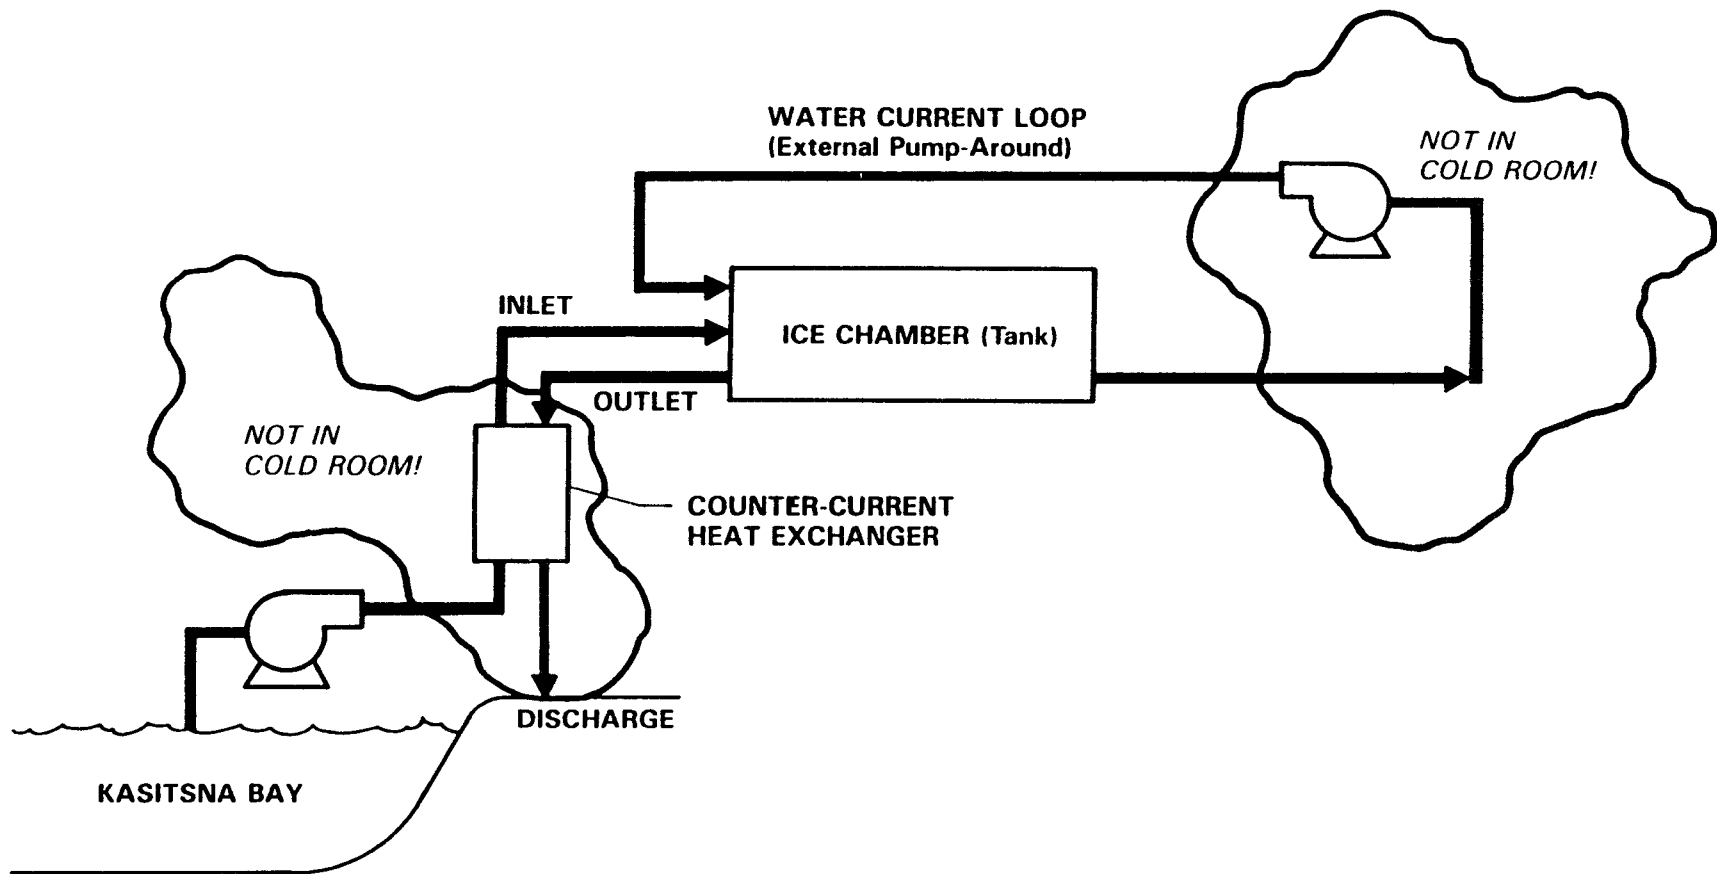 WATER CURRENT LOOP
(External Pump-Around)
NOT IN
COLD ROOM!
INLET
ICE CHAMBER (Tank)
OUTLET
NOT IN
COLD ROOM!
COUNTER-CURRENT
HEAT EXCHANGER
DISCHARGE
KASITSNA BAY